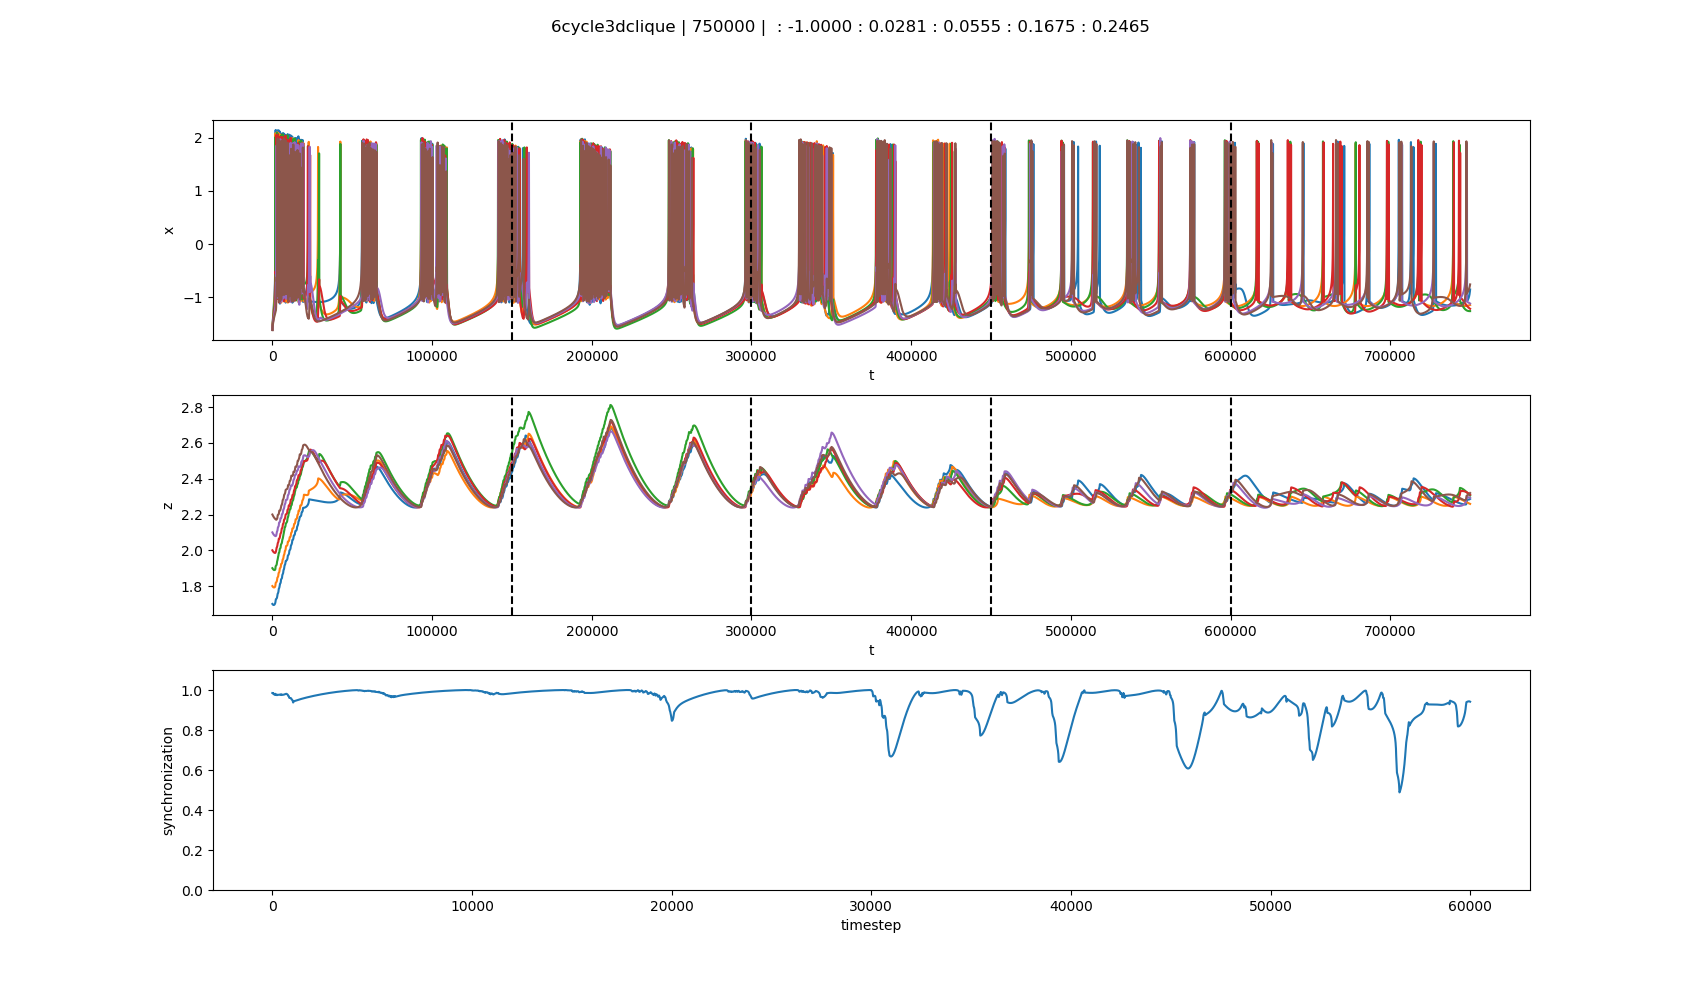 6cycle3dclique | 750000 |  : -1.0000 : 0.0281 : 0.0555 : 0.1675 : 0.2465
2
1
0
−1
x
0 100000 200000 300000 400000 500000 600000 700000
t
2.8
2.6
2.4
2.2
2.0
1.8
z
0 100000 200000 300000 400000 500000 600000 700000
t
1.0
0.8
0.6
0.4
0.2
0.0
synchronization
0 10000 20000 30000 40000 50000 60000
timestep